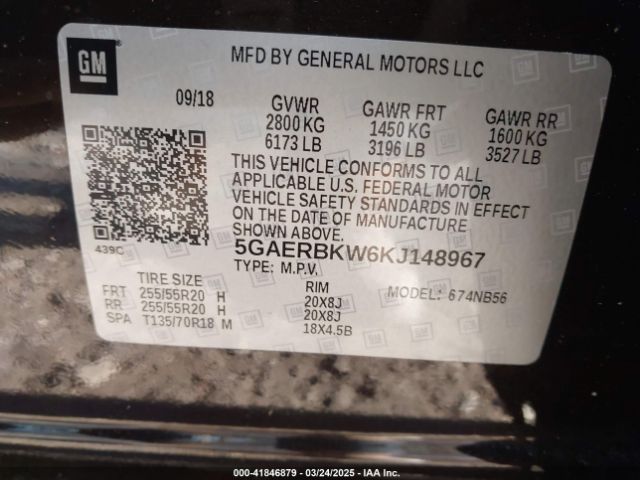 GM
MFD BY GENERAL MOTORS LLC
09/18 GVWR GAWR FRT GAWR RR
2800 KG 1450 KG 1600 KG
6173 LB 3196 LB 3527 LB
THIS VEHICLE CONFORMS TO ALL
APPLICABLE U.S. FEDERAL MOTOR
VEHICLE SAFETY STANDARDS IN EFFECT
ON THE DATE OF MANUFACTURE
SHOWN ABOVE.
439C
5GAERBKW6KJ148967
TYPE: M.P.V.
TIRE SIZE RIM MODEL: 674NB56
FRT 255/55R20 H 20X8J
RR 255/55R20 H 20X8J
SPA T135/70R18 M 18X4.5B
000-41846879 — 03/24/2025 — IAA Inc.